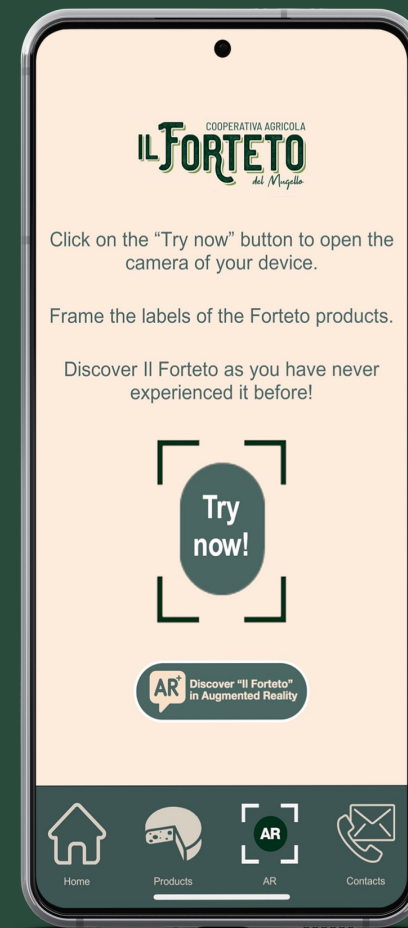 COOPERATIVA AGRICOLA
IL FORTETO
del Mugello
Click on the “Try now” button to open the
camera of your device.
Frame the labels of the Forteto products.
Discover Il Forteto as you have never
experienced it before!
Try
now!
AR+
Discover “Il Forteto”
in Augmented Reality
AR
Home
Products
AR
Contacts